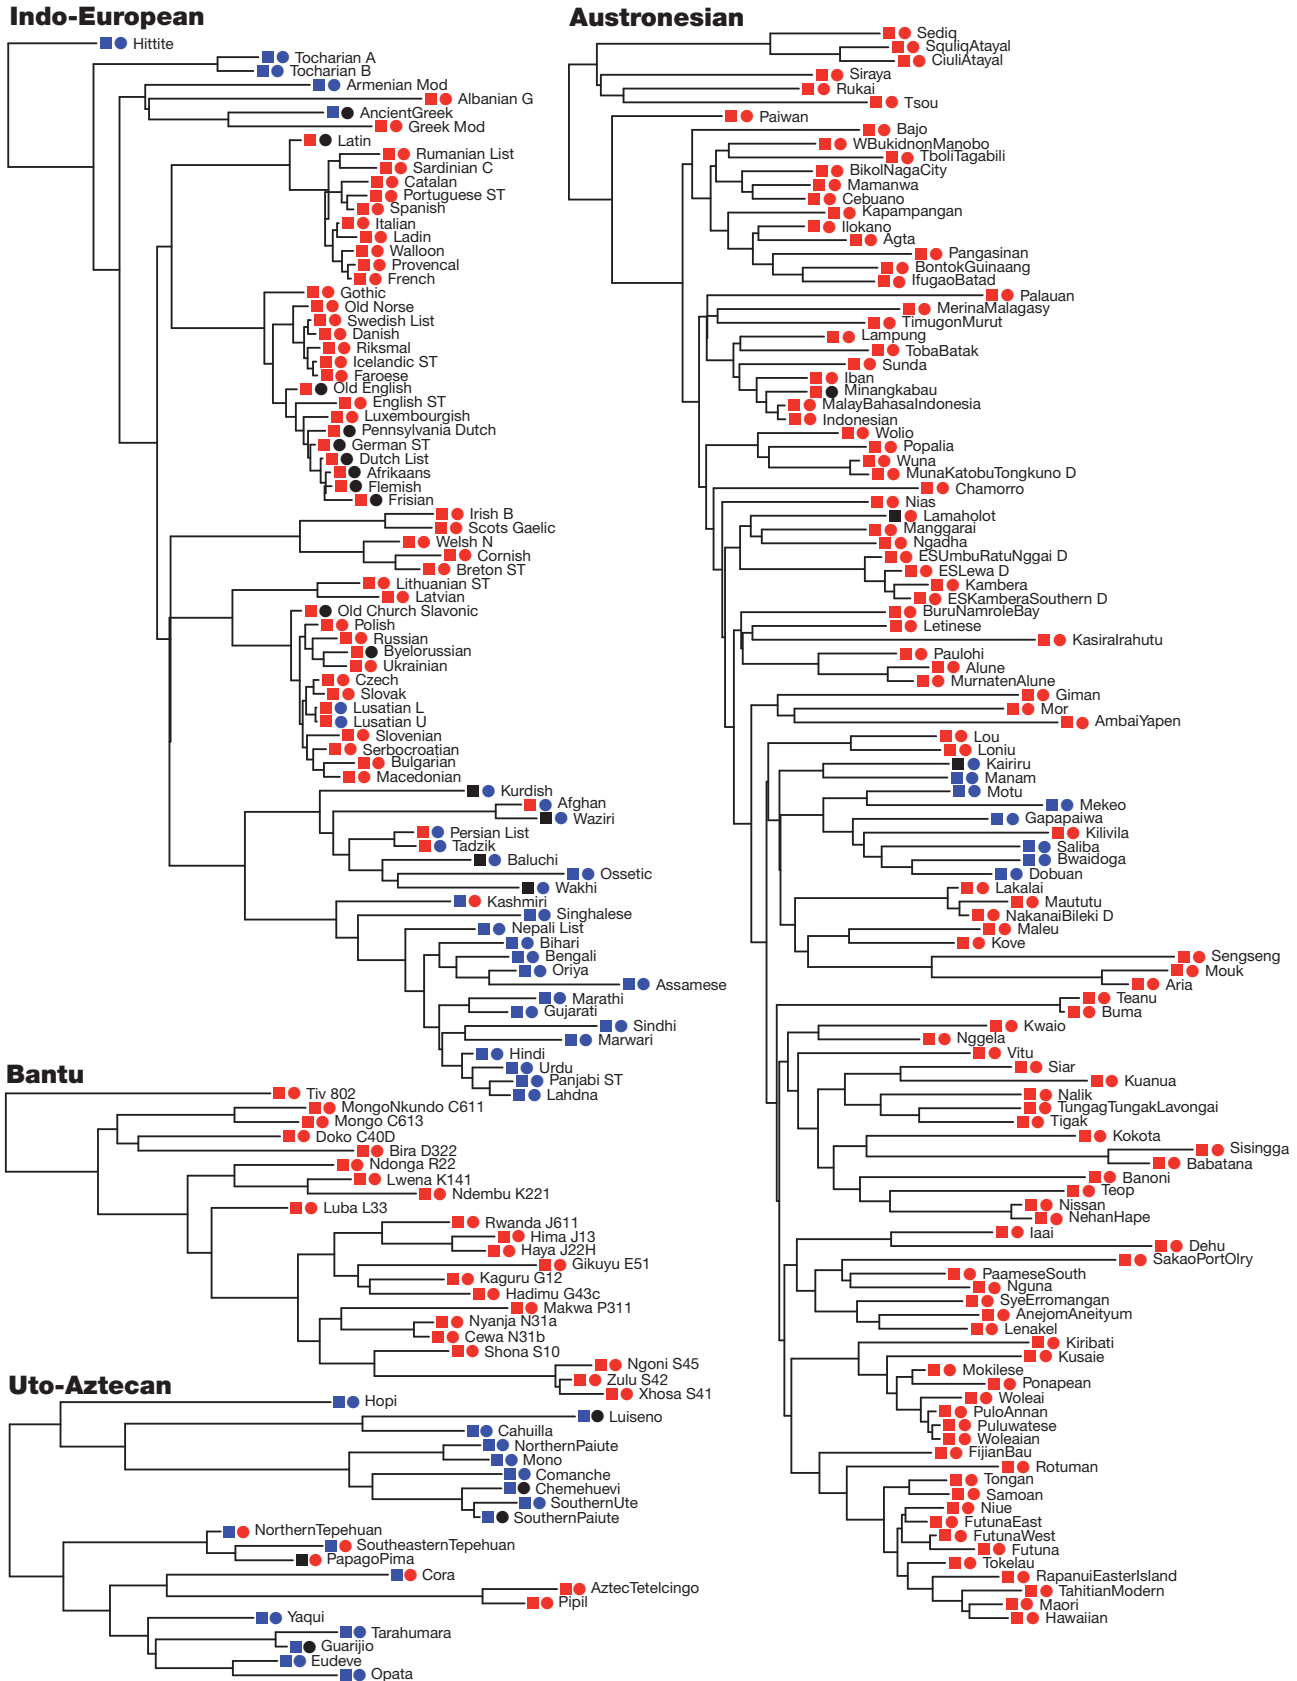 Indo-European
Hittite
Tocharian A
Tocharian B
Armenian Mod
Albanian G
AncientGreek
Greek Mod
Latin
Rumanian List
Sardinian C
Catalan
Portuguese ST
Spanish
Italian
Ladin
Walloon
Provencal
French
Gothic
Old Norse
Swedish List
Danish
Riksmal
Icelandic ST
Faroese
Old English
English ST
Luxembourgish
Pennsylvania Dutch
German ST
Dutch List
Afrikaans
Flemish
Frisian
Irish B
Scots Gaelic
Welsh N
Cornish
Breton ST
Lithuanian ST
Latvian
Old Church Slavonic
Polish
Russian
Byelorussian
Ukrainian
Czech
Slovak
Lusatian L
Lusatian U
Slovenian
Serbocroatian
Bulgarian
Macedonian
Kurdish
Afghan
Waziri
Persian List
Tadzik
Baluchi
Ossetic
Wakhi
Kashmiri
Singhalese
Nepali List
Bihari
Bengali
Oriya
Assamese
Marathi
Gujarati
Sindhi
Marwari
Hindi
Urdu
Panjabi ST
Lahdna
Bantu
Tiv 802
MongoNkundo C611
Mongo C613
Doko C40D
Bira D322
Ndonga R22
Lwena K141
Ndembu K221
Luba L33
Rwanda J611
Hima J13
Haya J22H
Gikuyu E51
Kaguru G12
Hadimu G43c
Makwa P311
Nyanja N31a
Cewa N31b
Shona S10
Ngoni S45
Zulu S42
Xhosa S41
Uto-Aztecan
Hopi
Luiseno
Cahuilla
NorthernPaiute
Mono
Comanche
Chemehuevi
SouthernUte
SouthernPaiute
NorthernTepehuan
SoutheasternTepehuan
PapagoPima
Cora
AztecTetelcingo
Pipil
Yaqui
Tarahumara
Guarijio
Eudeve
Opata
Austronesian
Sediq
SquliqAtayal
CiuliAtayal
Siraya
Rukai
Tsou
Paiwan
Bajo
WBukidnonManobo
TboliTagabili
BikolNagaCity
Mamanwa
Cebuano
Kapampangan
Ilokano
Agta
Pangasinan
BontokGuinaang
IfugaoBatad
Palauan
MerinaMalagasy
TimugonMurut
Lampung
TobaBatak
Sunda
Iban
Minangkabau
MalayBahasaIndonesia
Indonesian
Wolio
Popalia
Wuna
MunaKatobuTongkuno D
Chamorro
Nias
Lamaholot
Manggarai
Ngadha
ESUmbuRatuNggai D
ESLewa D
Kambera
ESKamberaSouthern D
BuruNamroleBay
Letinese
KasiraIrahutu
Paulohi
Alune
MurnatenAlune
Giman
Mor
AmbaiYapen
Lou
Loniu
Kairiru
Manam
Motu
Mekeo
Gapapaiwa
Kilivila
Saliba
Bwaidoga
Dobuan
Lakalai
Maututu
NakanaiBileki D
Maleu
Kove
Sengseng
Mouk
Aria
Teanu
Buma
Kwaio
Nggela
Vitu
Siar
Kuanua
Nalik
TungagTungakLavongai
Tigak
Kokota
Sisingga
Babatana
Banoni
Teop
Nissan
NehanHape
Iaai
Dehu
SakaoPortOlry
PaameseSouth
Nguna
SyeErromangan
AnejomAneityum
Lenakel
Kiribati
Kusaie
Mokilese
Ponapean
Woleai
PuloAnnan
Puluwatese
Woleaian
FijianBau
Rotuman
Tongan
Samoan
Niue
FutunaEast
FutunaWest
Futuna
Tokelau
RapanuiEasterIsland
TahitianModern
Maori
Hawaiian